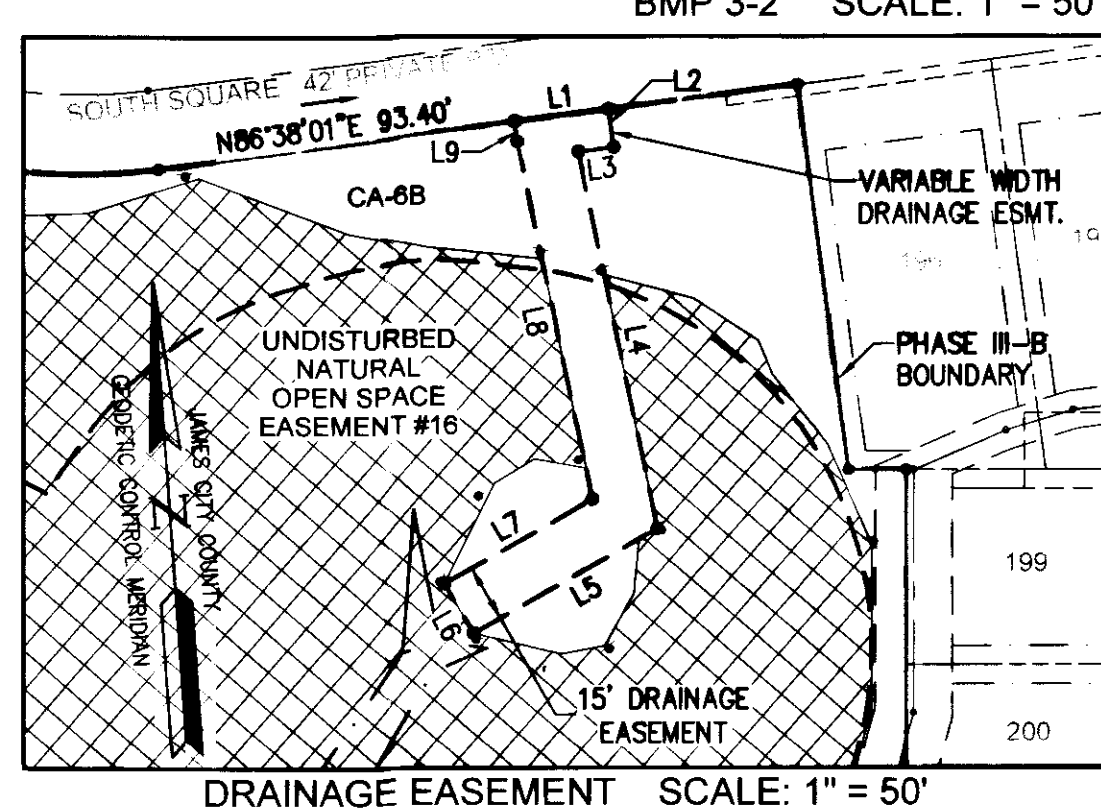 BMP 3-2 SCALE: 1" = 50'
SOUTH SQUARE 42' PRIVATE R/W
N86°38'01"E 93.40'
L1
L2
L9
L3
CA-6B
VARIABLE WIDTH
DRAINAGE ESMT.
196
L8
L4
UNDISTURBED
NATURAL
OPEN SPACE
EASEMENT #16
PHASE III-B
BOUNDARY
JAMES CITY COUNTY
GEODETIC CONTROL MERIDIAN
N
L7
L5
L6
199
15' DRAINAGE
EASEMENT
200
DRAINAGE EASEMENT SCALE: 1" = 50'